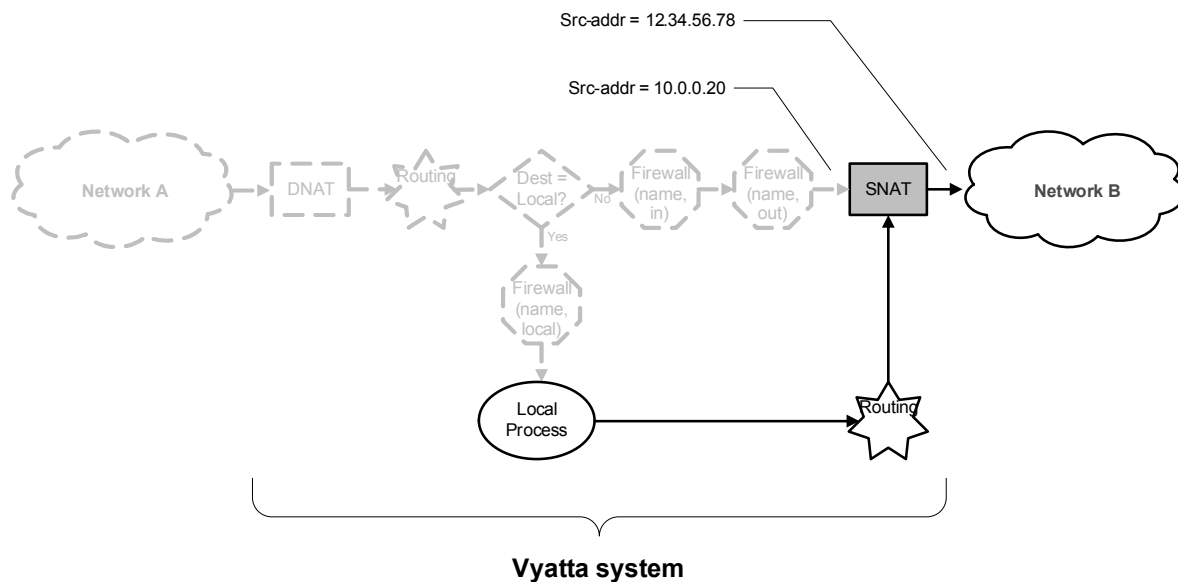 Src-addr = 12.34.56.78
Src-addr = 10.0.0.20
Network A
DNAT
Routing
Dest =
Local?
No
Yes
Firewall
(name,
in)
Firewall
(name,
out)
SNAT
Network B
Firewall
(name,
local)
Local
Process
Routing
Vyatta system